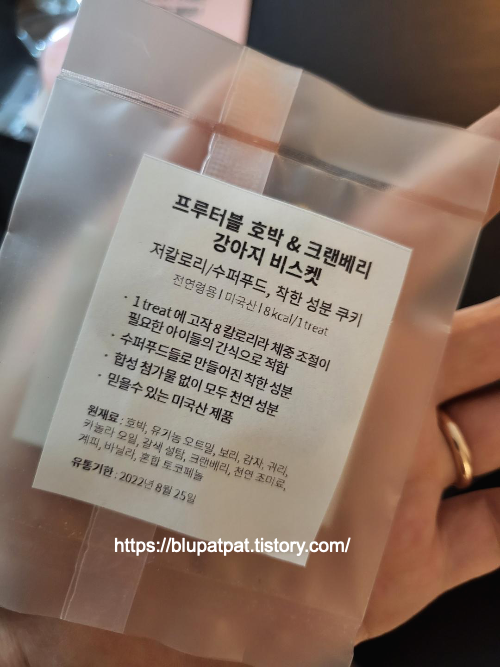 프루터블 호박 & 크랜베리
강아지 비스켓
저칼로리/수퍼푸드, 착한 성분 쿠키
전연령용 | 미국산 | 8 kcal/1 treat
· 1 treat 에 고작 8 칼로리라 체중 조절이
필요한 아이들의 간식으로 적합
· 수퍼푸드들로 만들어진 착한 성분
· 합성 첨가물 없이 모두 천연 성분
· 믿을수 있는 미국산 제품
원재료 : 호박, 유기농 오트밀, 보리, 감자, 귀리,
카놀라 오일, 갈색 설탕, 크랜베리, 천연 조미료,
계피, 바닐라, 혼합 토코페놀
유통기현 : 2022년 8월 25일
https://blupatpat.tistory.com/